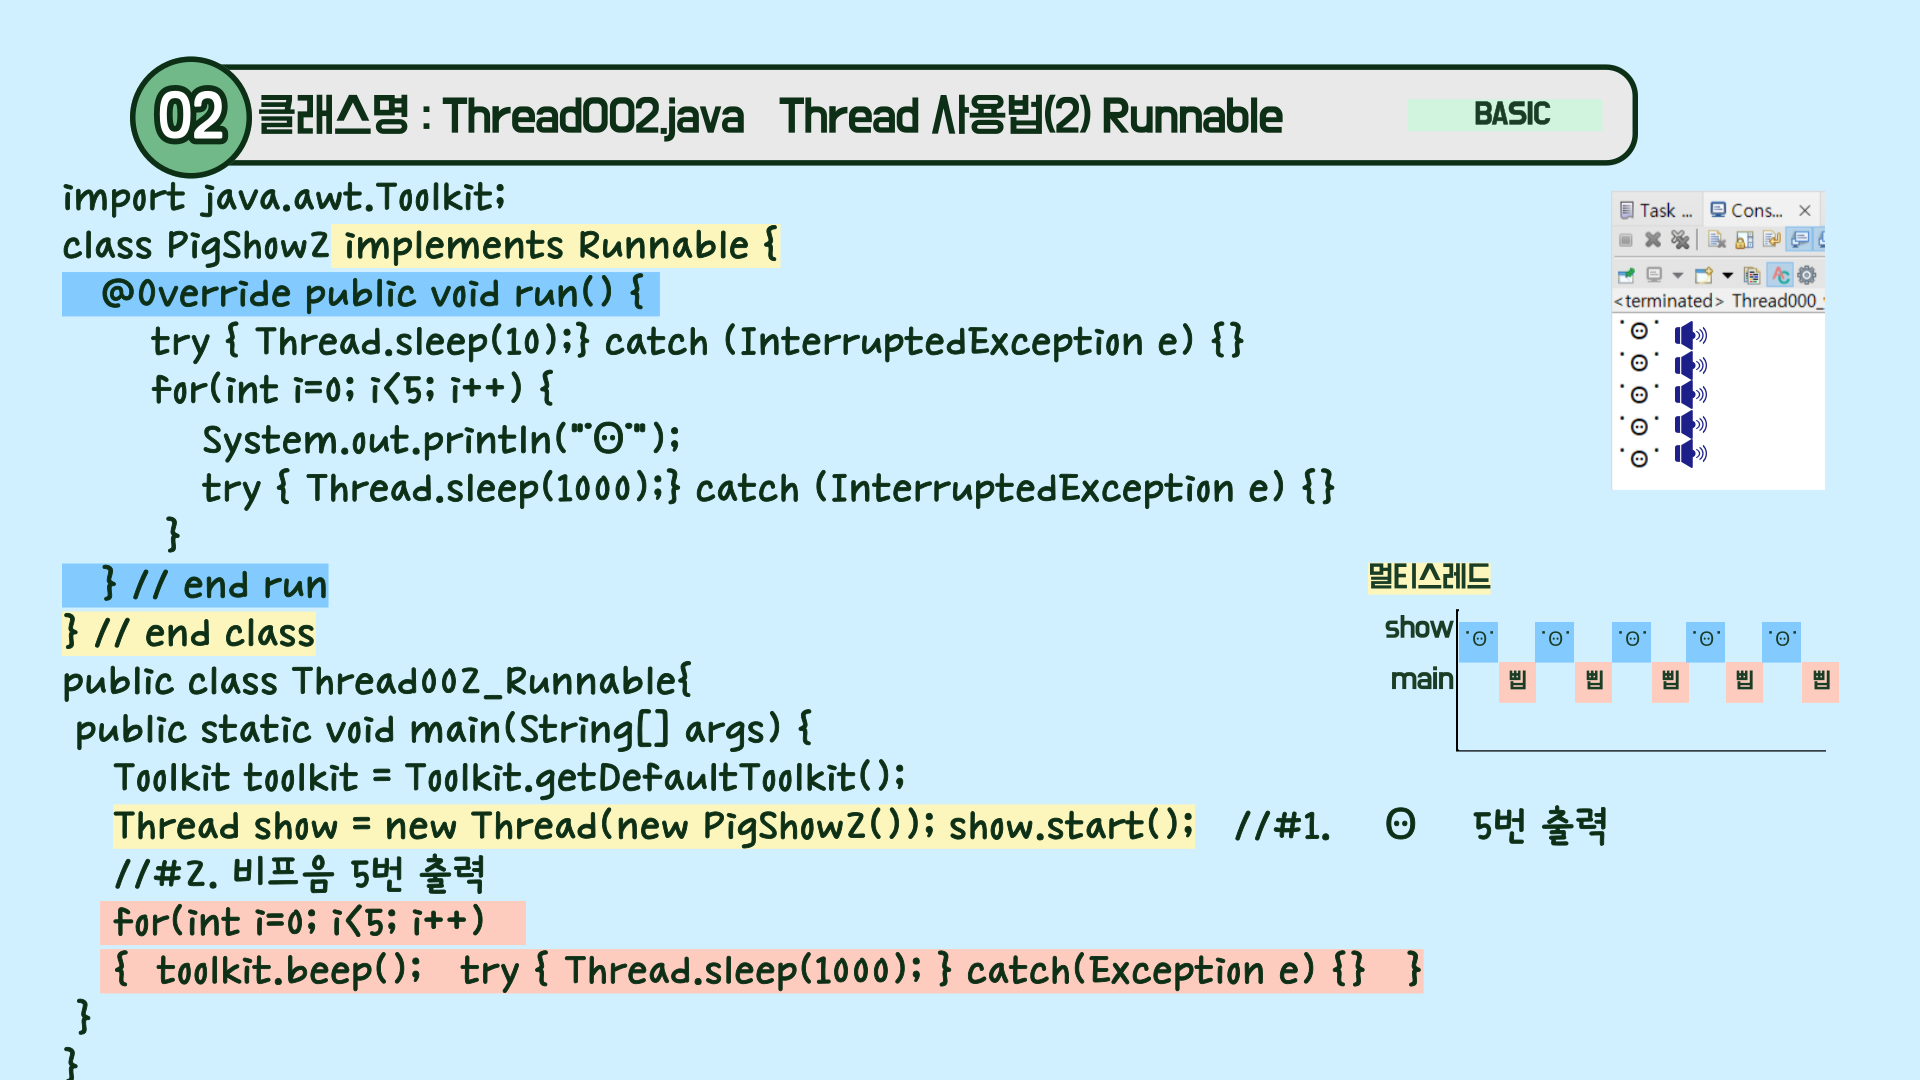 02 클래스명 : Thread002.java Thread 사용법(2) Runnable BASIC
import java.awt.Toolkit;
class PigShow2 implements Runnable {
@Override public void run() {
try { Thread.sleep(10);} catch (InterruptedException e) {}
for(int i=0; i<5; i++) {
System.out.println("˙ʘ̈˙");
try { Thread.sleep(1000);} catch (InterruptedException e) {}
}
} // end run
} // end class
public class Thread002_Runnable{
public static void main(String[] args) {
Toolkit toolkit = Toolkit.getDefaultToolkit();
Thread show = new Thread(new PigShow2()); show.start(); //#1. 5번 출력
//#2. 비프음 5번 출력
for(int i=0; i<5; i++)
{ toolkit.beep(); try { Thread.sleep(1000); } catch(Exception e) {} }
}
}
Task ... Cons...
<terminated> Thread000_
멀티스레드
show
main 삡 삡 삡 삡 삡